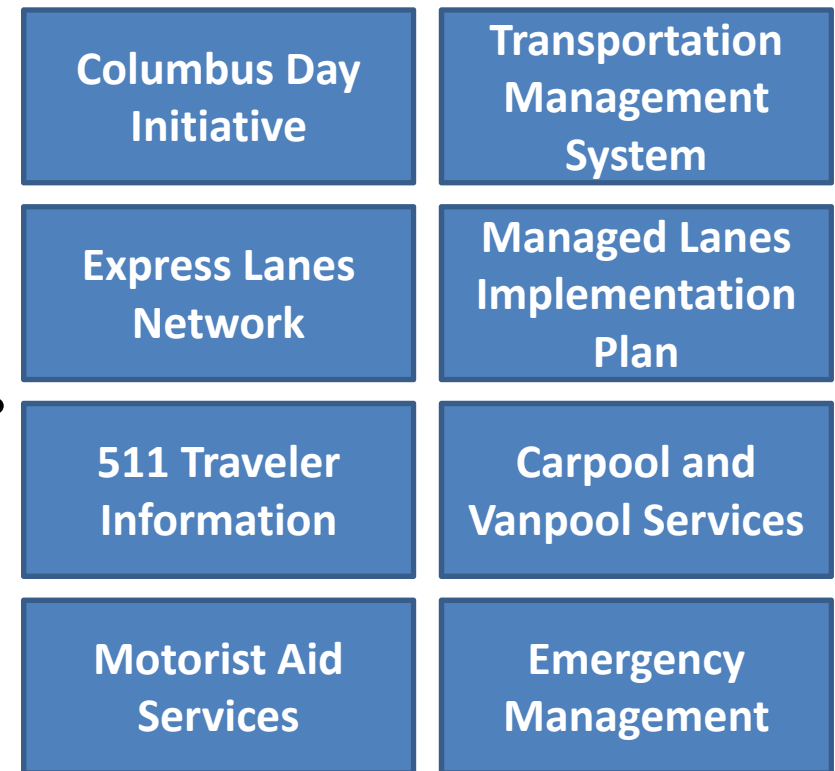 Columbus Day
Initiative
Transportation
Management
System
Express Lanes
Network
Managed Lanes
Implementation
Plan
511 Traveler
Information
Carpool and
Vanpool Services
Motorist Aid
Services
Emergency
Management